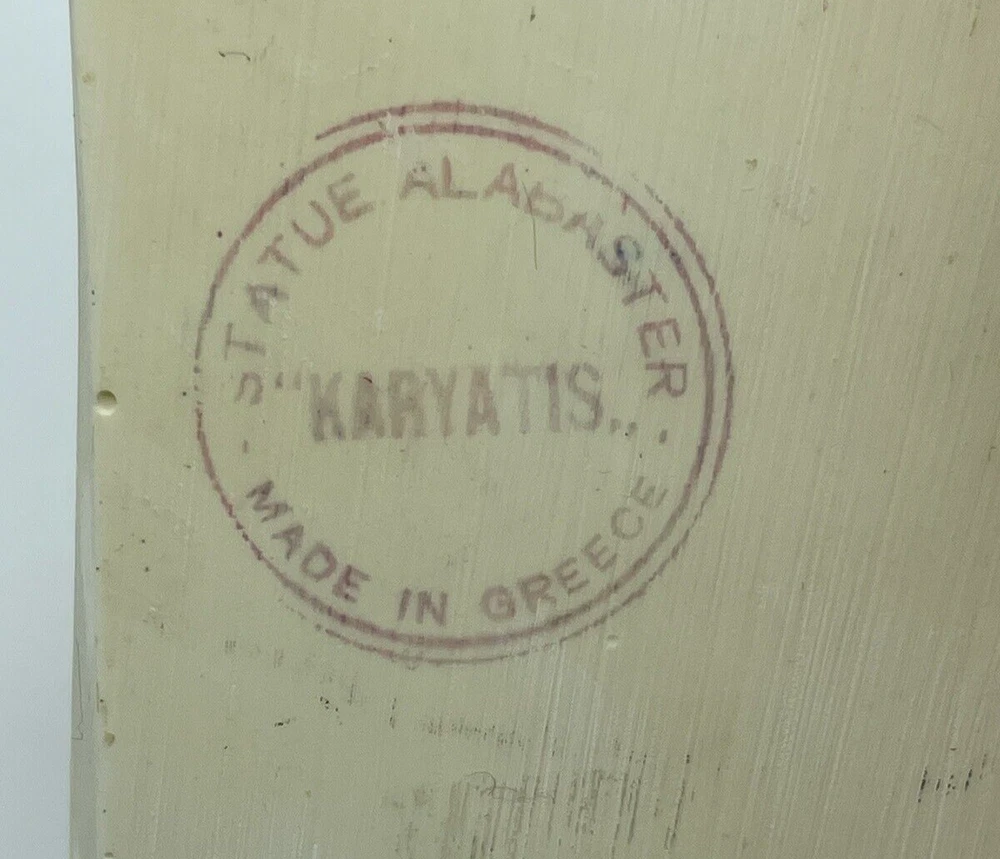 STATUE ALABASTER
"KARYATIS„
MADE IN GREECE